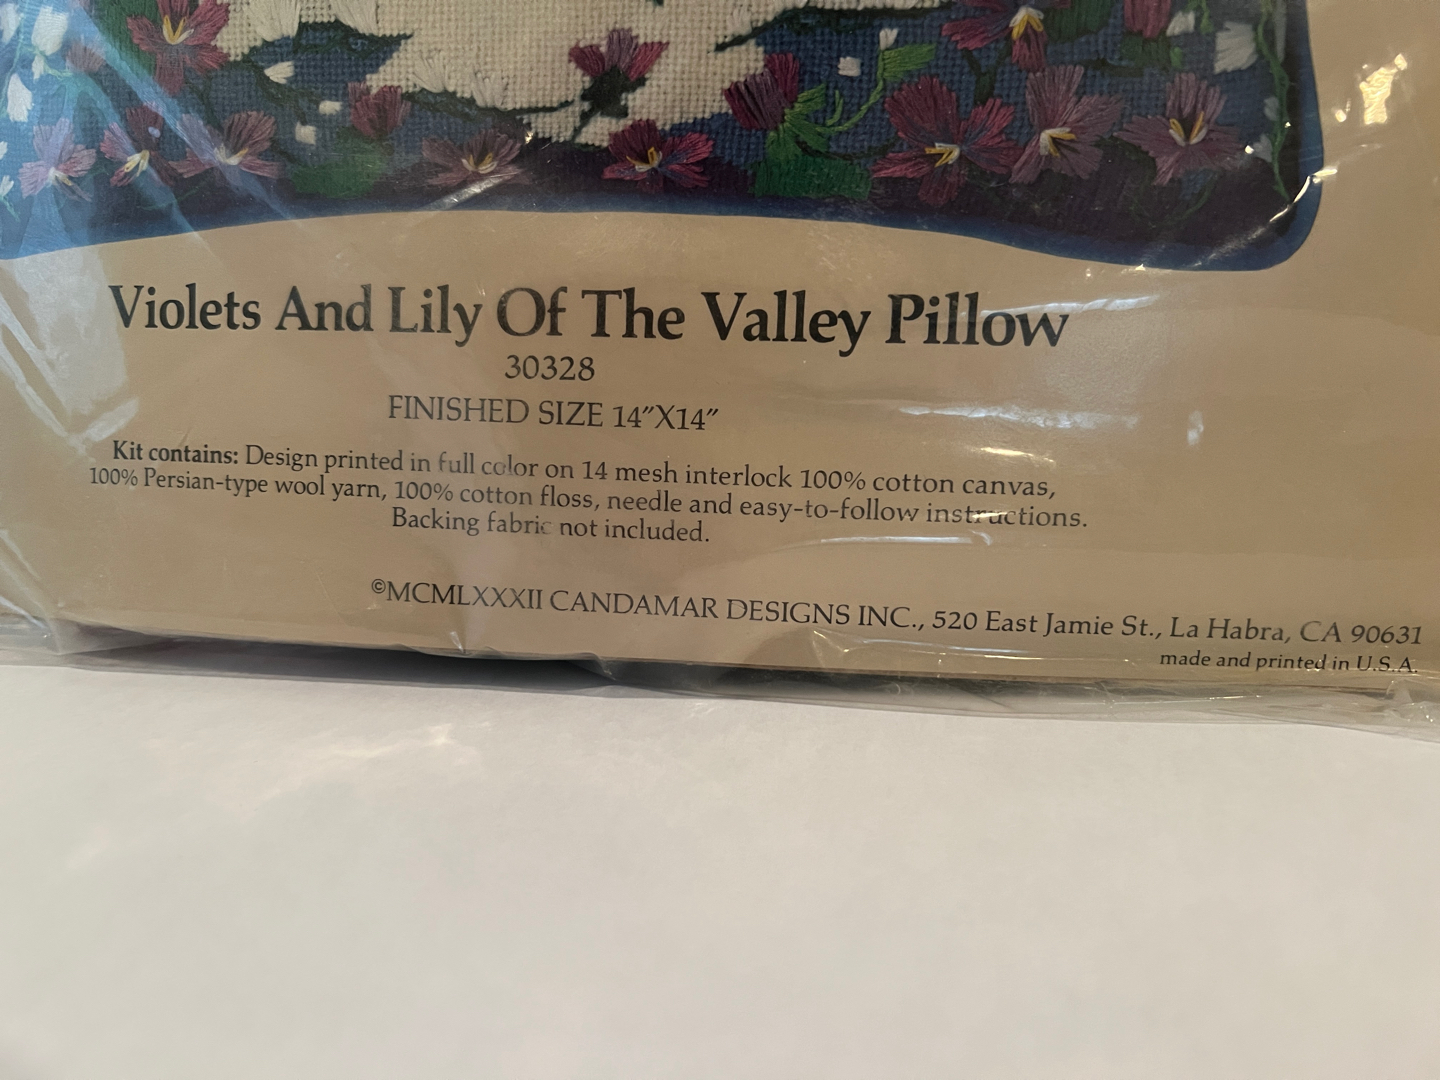 Violets And Lily Of The Valley Pillow
30328
FINISHED SIZE 14"X14"
Kit contains: Design printed in full color on 14 mesh interlock 100% cotton canvas,
100% Persian-type wool yarn, 100% cotton floss, needle and easy-to-follow instructions.
Backing fabric not included.
©MCMLXXXII CANDAMAR DESIGNS INC., 520 East Jamie St., La Habra, CA 90631
made and printed in U.S.A.